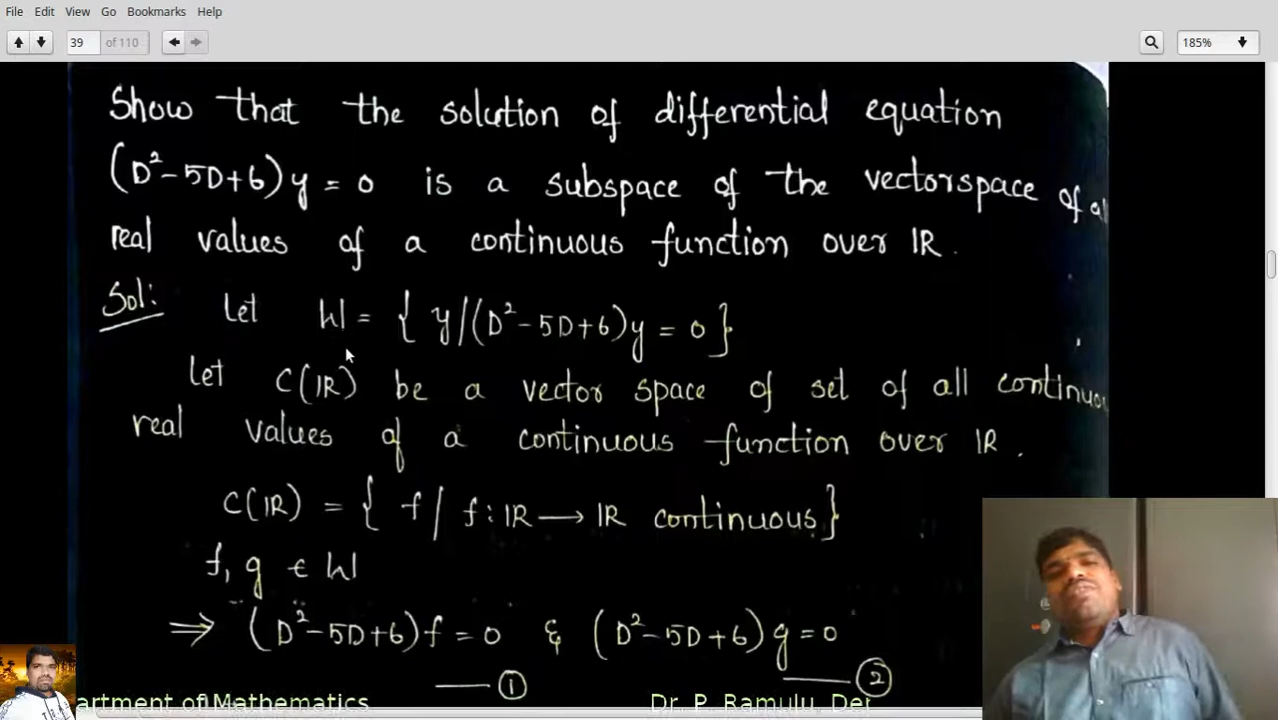 File Edit View Go Bookmarks Help
39 of 110 185%
Show that the solution of differential equation
(D²-5D+6)y = 0 is a subspace of the vectorspace of al
real values of a continuous function over IR.
Sol: Let W = { y/(D²-5D+6)y = 0 }
Let C(IR) be a vector space of set of all continuou
real values of a continuous function over IR.
C(IR) = { f / f : IR → IR continuous }
f, g ∈ W
⇒ (D²-5D+6)f = 0 & (D²-5D+6)g = 0
—— ① —— ②
artment of Mathematics Dr. P. Ramulu, Der